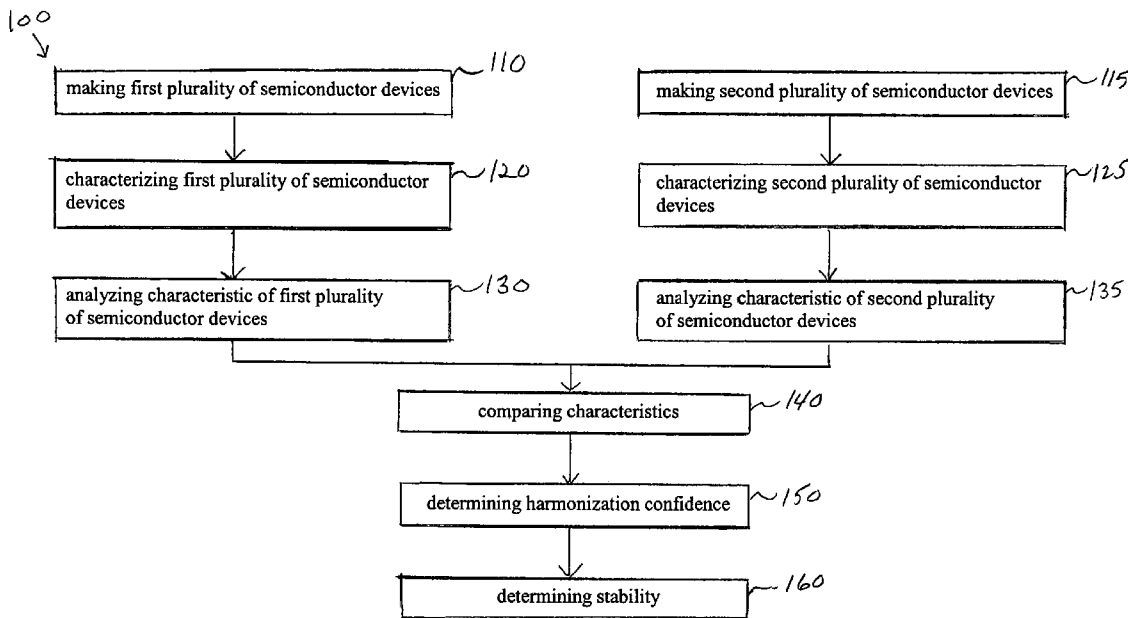 100
110
making first plurality of semiconductor devices
115
making second plurality of semiconductor devices
120
characterizing first plurality of semiconductor
devices
125
characterizing second plurality of semiconductor
devices
130
analyzing characteristic of first plurality
of semiconductor devices
135
analyzing characteristic of second plurality
of semiconductor devices
140
comparing characteristics
150
determining harmonization confidence
160
determining stability